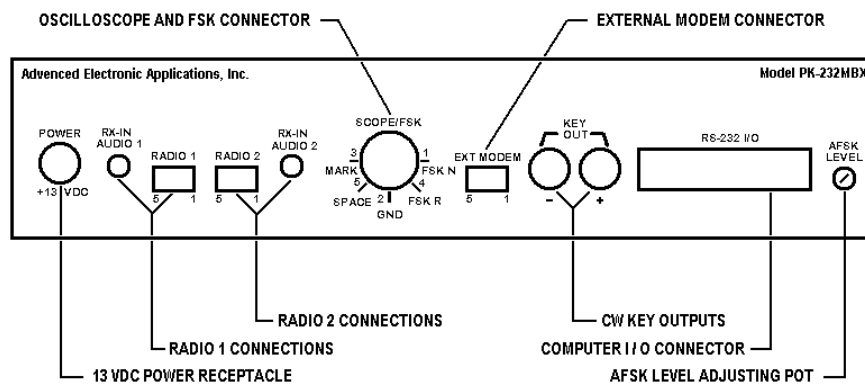 OSCILLOSCOPE AND FSK CONNECTOR
EXTERNAL MODEM CONNECTOR
Advanced Electronic Applications, Inc.
Model PK-232MBX
POWER
+13 VDC
RX-IN
AUDIO 1
RADIO 1
5 1
RADIO 2
5 1
RX-IN
AUDIO 2
SCOPE/FSK
3
MARK
5
SPACE
2
GND
1
FSK N
4
FSK R
EXT MODEM
5 1
KEY
OUT
- +
RS-232 I/O
AFSK
LEVEL
RADIO 2 CONNECTIONS
CW KEY OUTPUTS
RADIO 1 CONNECTIONS
COMPUTER I / O CONNECTOR
13 VDC POWER RECEPTACLE
AFSK LEVEL ADJUSTING POT